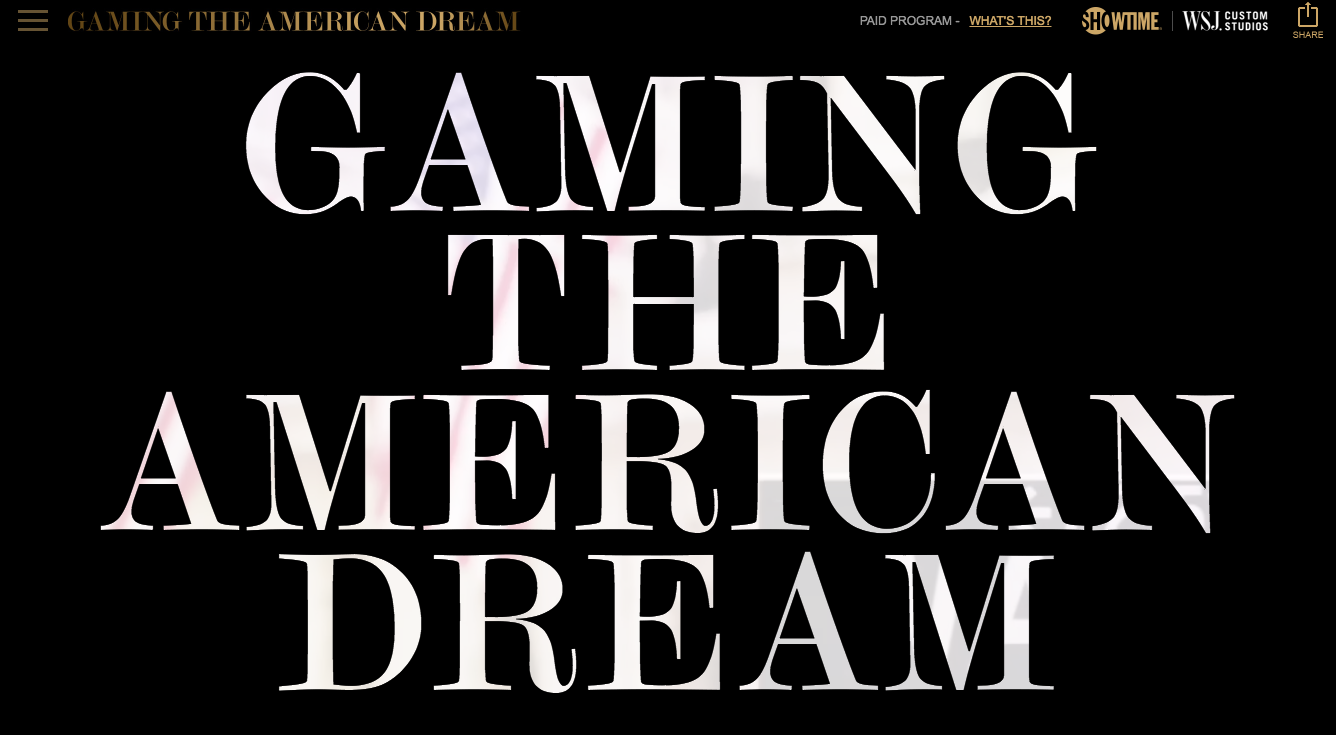 GAMING THE AMERICAN DREAM
PAID PROGRAM - WHAT'S THIS?
SHOWTIME
WSJ. CUSTOM STUDIOS
SHARE
GAMING
THE
AMERICAN
DREAM